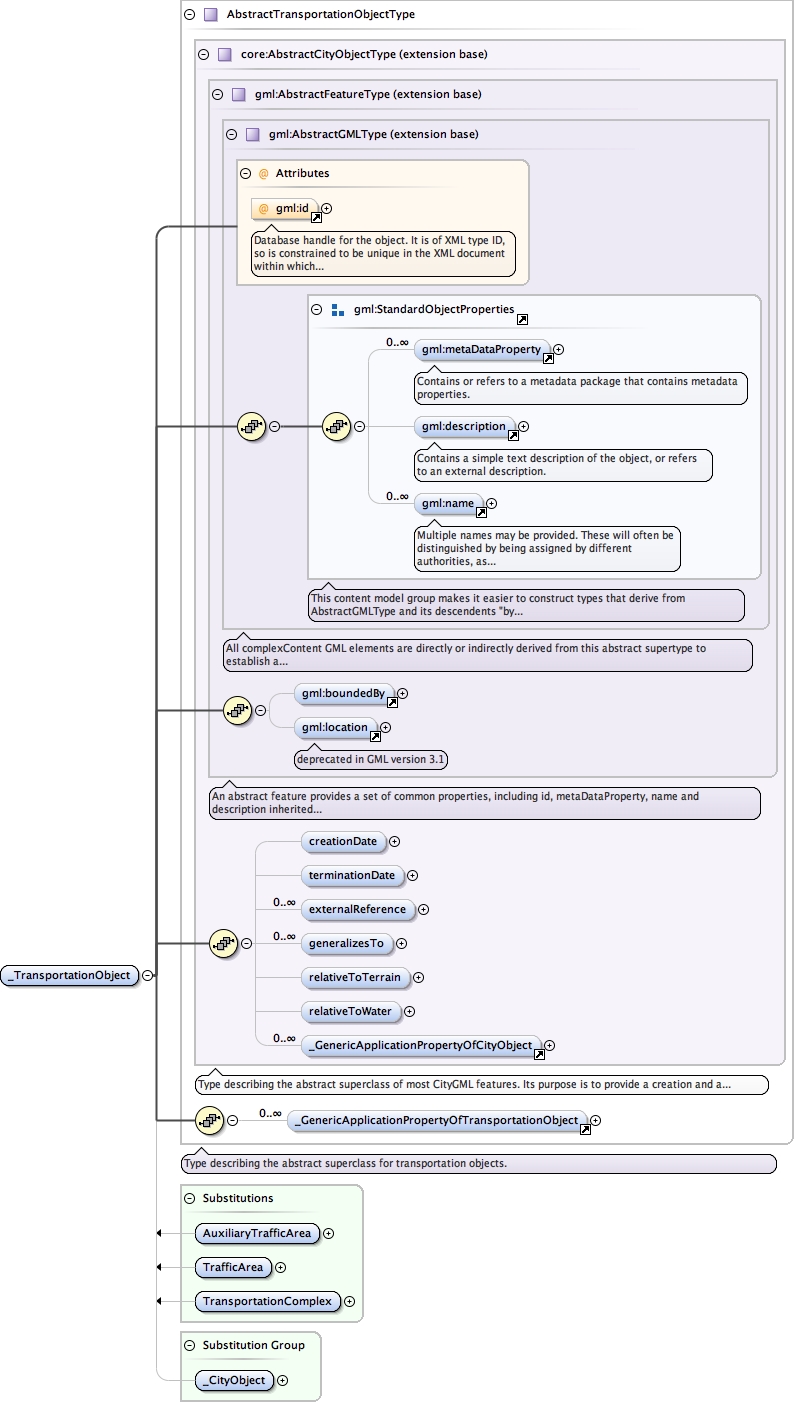 AbstractTransportationObjectType
core:AbstractCityObjectType (extension base)
gml:AbstractFeatureType (extension base)
gml:AbstractGMLType (extension base)
@ Attributes
@ gml:id
Database handle for the object. It is of XML type ID,
so is constrained to be unique in the XML document
within which...
gml:StandardObjectProperties
0..∞
gml:metaDataProperty
Contains or refers to a metadata package that contains metadata
properties.
gml:description
Contains a simple text description of the object, or refers
to an external description.
0..∞
gml:name
Multiple names may be provided. These will often be
distinguished by being assigned by different
authorities, as...
This content model group makes it easier to construct types that derive from
AbstractGMLType and its descendents "by...
All complexContent GML elements are directly or indirectly derived from this abstract supertype to
establish a...
gml:boundedBy
gml:location
deprecated in GML version 3.1
An abstract feature provides a set of common properties, including id, metaDataProperty, name and
description inherited...
creationDate
terminationDate
0..∞
externalReference
0..∞
generalizesTo
_TransportationObject
relativeToTerrain
relativeToWater
0..∞
_GenericApplicationPropertyOfCityObject
Type describing the abstract superclass of most CityGML features. Its purpose is to provide a creation and a...
0..∞
_GenericApplicationPropertyOfTransportationObject
Type describing the abstract superclass for transportation objects.
Substitutions
AuxiliaryTrafficArea
TrafficArea
TransportationComplex
Substitution Group
_CityObject